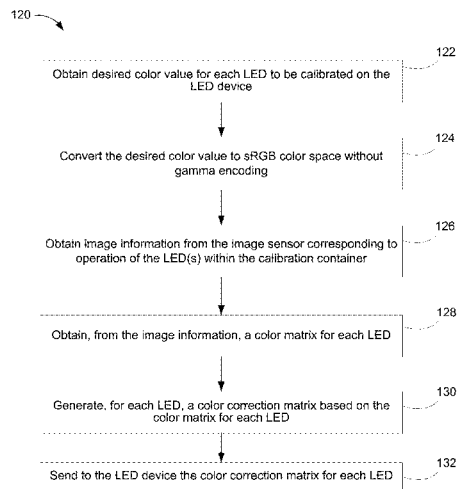 120
122
Obtain desired color value for each LED to be calibrated on the
LED device
124
Convert the desired color value to sRGB color space without
gamma encoding
126
Obtain image information from the image sensor corresponding to
operation of the LED(s) within the calibration container
128
Obtain, from the image information, a color matrix for each LED
130
Generate, for each LED, a color correction matrix based on the
color matrix for each LED
132
Send to the LED device the color correction matrix for each LED